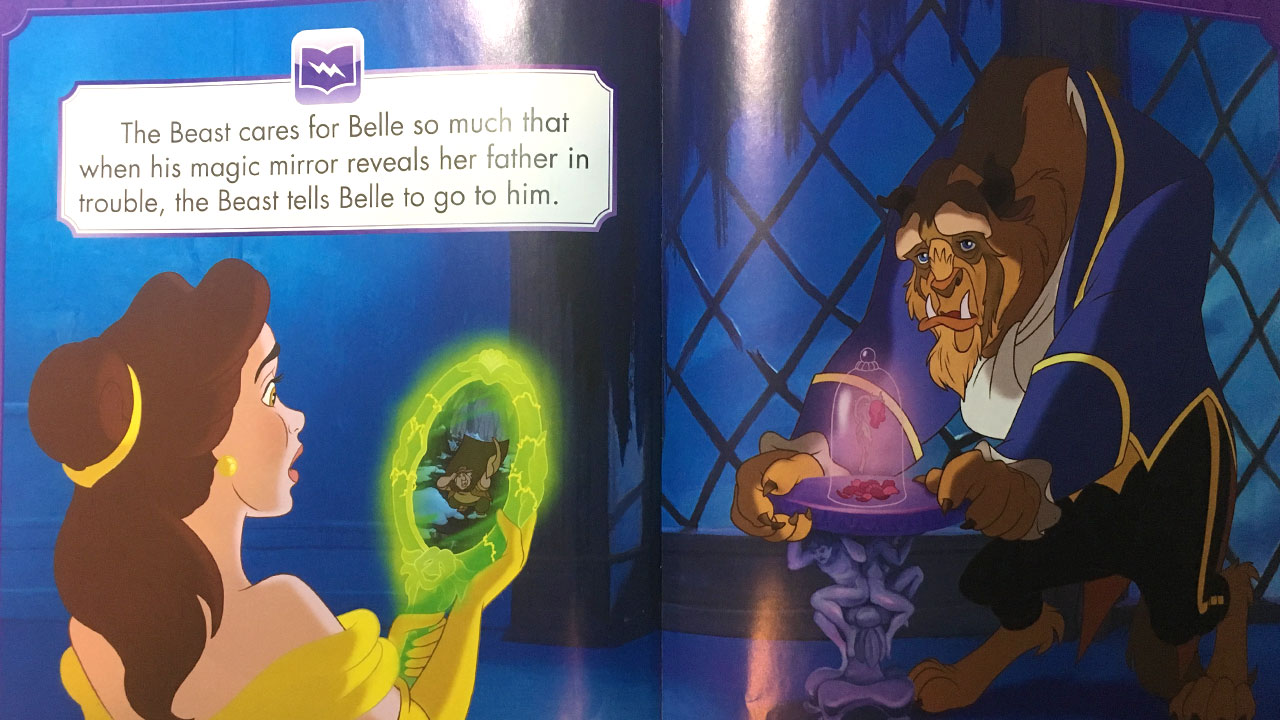 The Beast cares for Belle so much that
when his magic mirror reveals her father in
trouble, the Beast tells Belle to go to him.